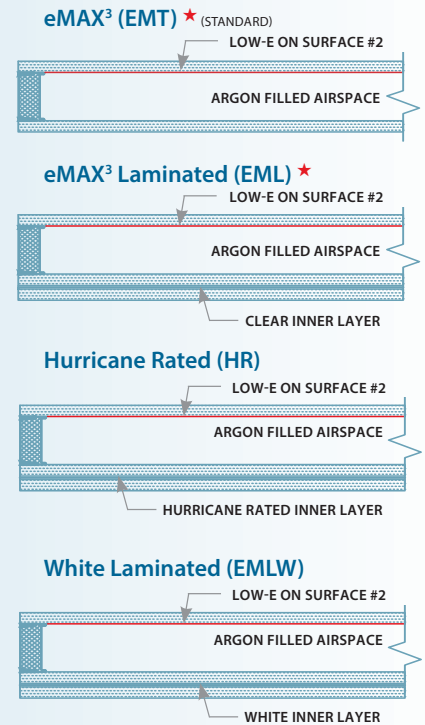 eMAX³ (EMT) ★ (STANDARD)
LOW-E ON SURFACE #2
ARGON FILLED AIRSPACE
eMAX³ Laminated (EML) ★
LOW-E ON SURFACE #2
ARGON FILLED AIRSPACE
CLEAR INNER LAYER
Hurricane Rated (HR)
LOW-E ON SURFACE #2
ARGON FILLED AIRSPACE
HURRICANE RATED INNER LAYER
White Laminated (EMLW)
LOW-E ON SURFACE #2
ARGON FILLED AIRSPACE
WHITE INNER LAYER